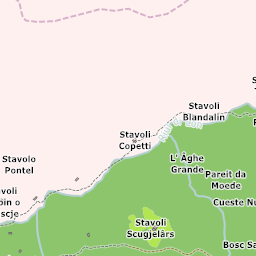 Stavoli
Blandalin
Stavoli
Copetti
L' Âghe
Grande
Stavolo
Pontel
Pareit da
Moede
Cueste Nu
Stavoli
Scugjelârs
Bosc Sa